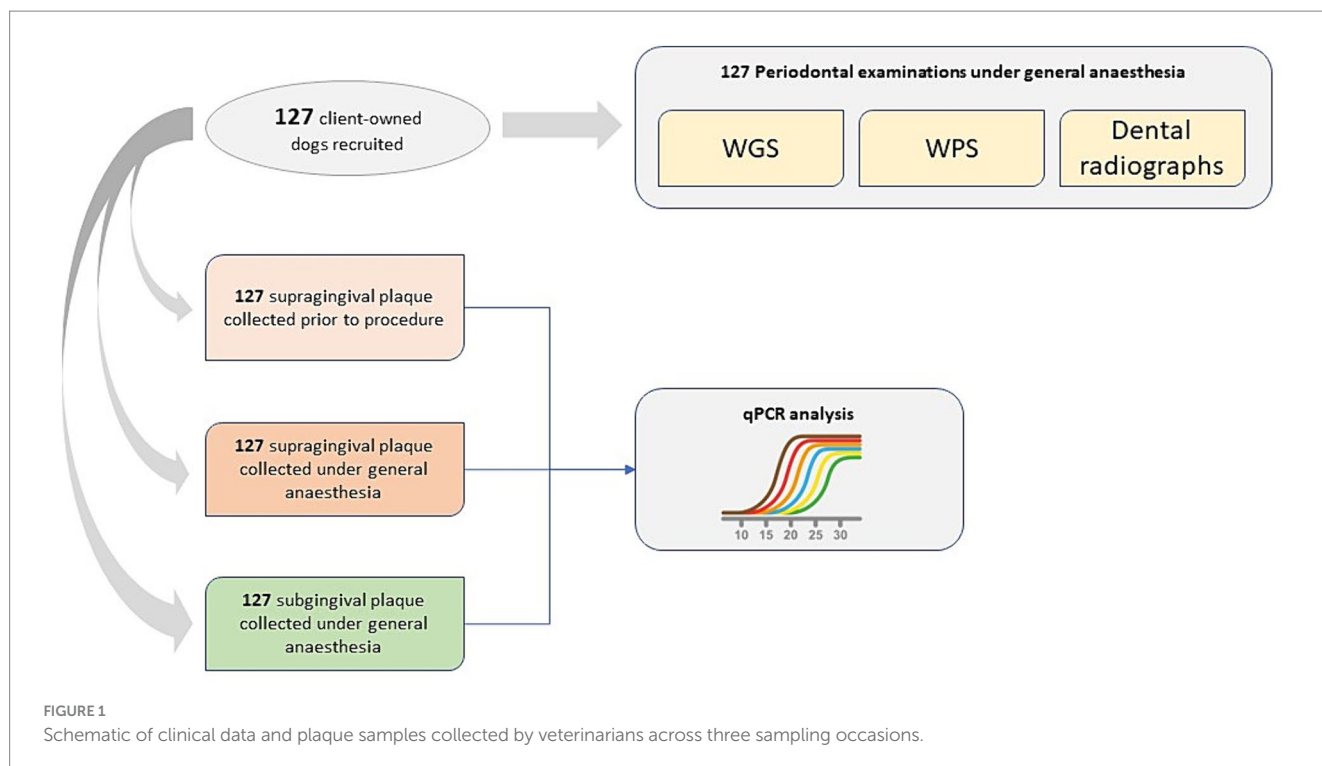 127 client-owned
dogs recruited
127 Periodontal examinations under general anaesthesia
WGS
WPS
Dental
radiographs
127 supragingival plaque
collected prior to procedure
127 supragingival plaque
collected under general
anaesthesia
127 subgingival plaque
collected under general
anaesthesia
qPCR analysis
10 15 20 25 30
FIGURE 1
Schematic of clinical data and plaque samples collected by veterinarians across three sampling occasions.